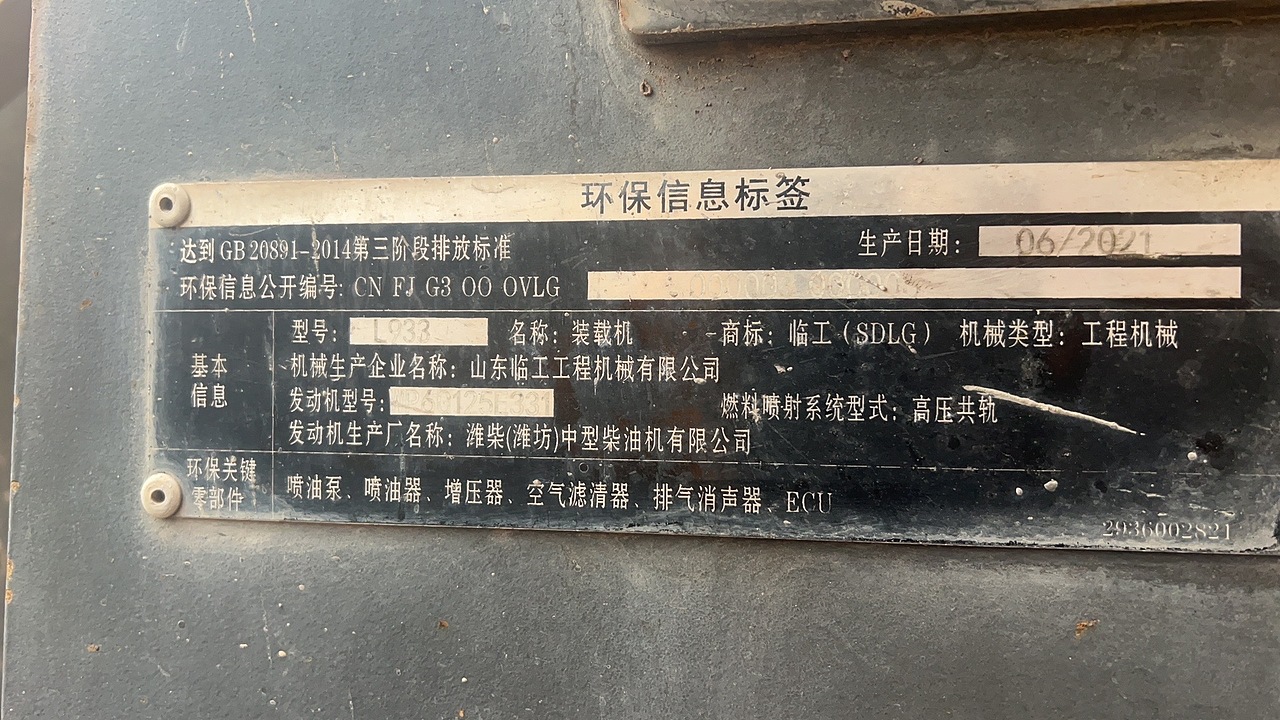 环保信息标签
达到GB 20891-2014第三阶段排放标准 生产日期: 06/2021
环保信息公开编号: CN FJ G3 00 0VLG
型号: L933 名称: 装载机 商标: 临工(SDLG) 机械类型: 工程机械
基本信息
机械生产企业名称: 山东临工工程机械有限公司
发动机型号: 燃料喷射系统型式: 高压共轨
发动机生产厂名称: 潍柴(潍坊)中型柴油机有限公司
环保关键零部件
喷油泵、喷油器、增压器、空气滤清器、排气消声器、ECU
2936002821